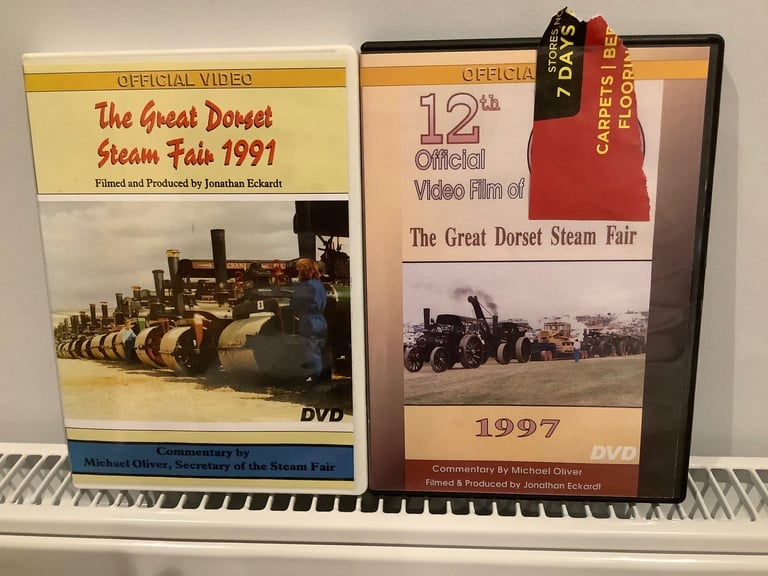 OFFICIAL VIDEO
The Great Dorset
Steam Fair 1991
Filmed and Produced by Jonathan Eckardt
DVD
Commentary by
Michael Oliver, Secretary of the Steam Fair
OFFICIA
12th
Official
Video Film of
The Great Dorset Steam Fair
1997
DVD
Commentary By Michael Oliver
Filmed & Produced by Jonathan Eckardt
STORES
7 DAYS
CARPETS | BE
FLOORIN